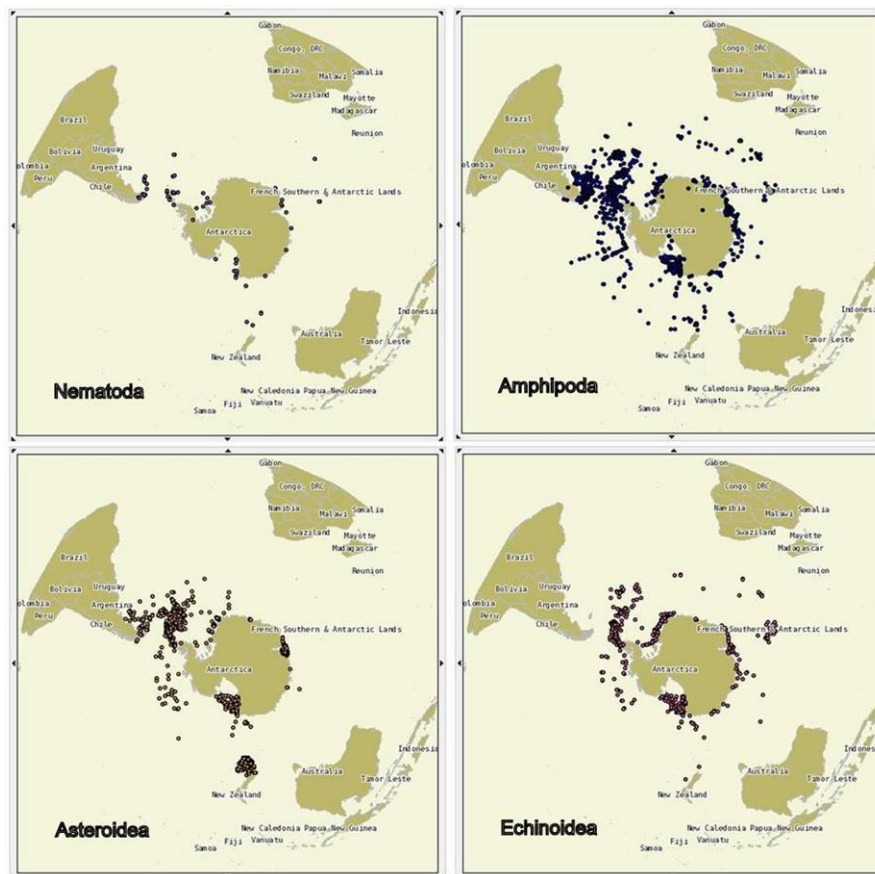 Gabon
Congo, DRC
Namibia Malawi Somalia
Swaziland Mayotte
Madagascar
Reunion
Brazil
Bolivia Uruguay
olombia Argentina
Peru Chile
French Southern & Antarctic Lands
Antarctica
Australia Indonesia
Timor Leste
New Zealand
New Caledonia Papua New Guinea
Samoa Fiji Vanuatu
Nematoda
Gabon
Congo, DRC
Namibia Malawi Somalia
Swaziland Mayotte
Madagascar
Reunion
Brazil
Bolivia Uruguay
olombia Argentina
Peru Chile
French Southern & Antarctic Lands
Antarctica
Australia Indonesia
Timor Leste
New Zealand
New Caledonia Papua New Guinea
Samoa Fiji Vanuatu
Amphipoda
Gabon
Congo, DRC
Namibia Malawi Somalia
Swaziland Mayotte
Madagascar
Reunion
Brazil
Bolivia Uruguay
olombia Argentina
Peru Chile
French Southern & Antarctic Lands
Antarctica
Australia Indones
Timor Leste
New Zealand
New Caledonia Papua New Guinea
Samoa Fiji Vanuatu
Asteroidea
Gabon
Congo, DRC
Namibia Malawi Somalia
Swaziland Mayotte
Madagascar
Reunion
Brazil
Bolivia Uruguay
olombia Argentina
Peru Chile
French Southern & Antarctic Lands
Antarctica
Australia Indonesia
Timor Leste
New Zealand
New Caledonia Papua New Guinea
Samoa Fiji Vanuatu
Echinoidea